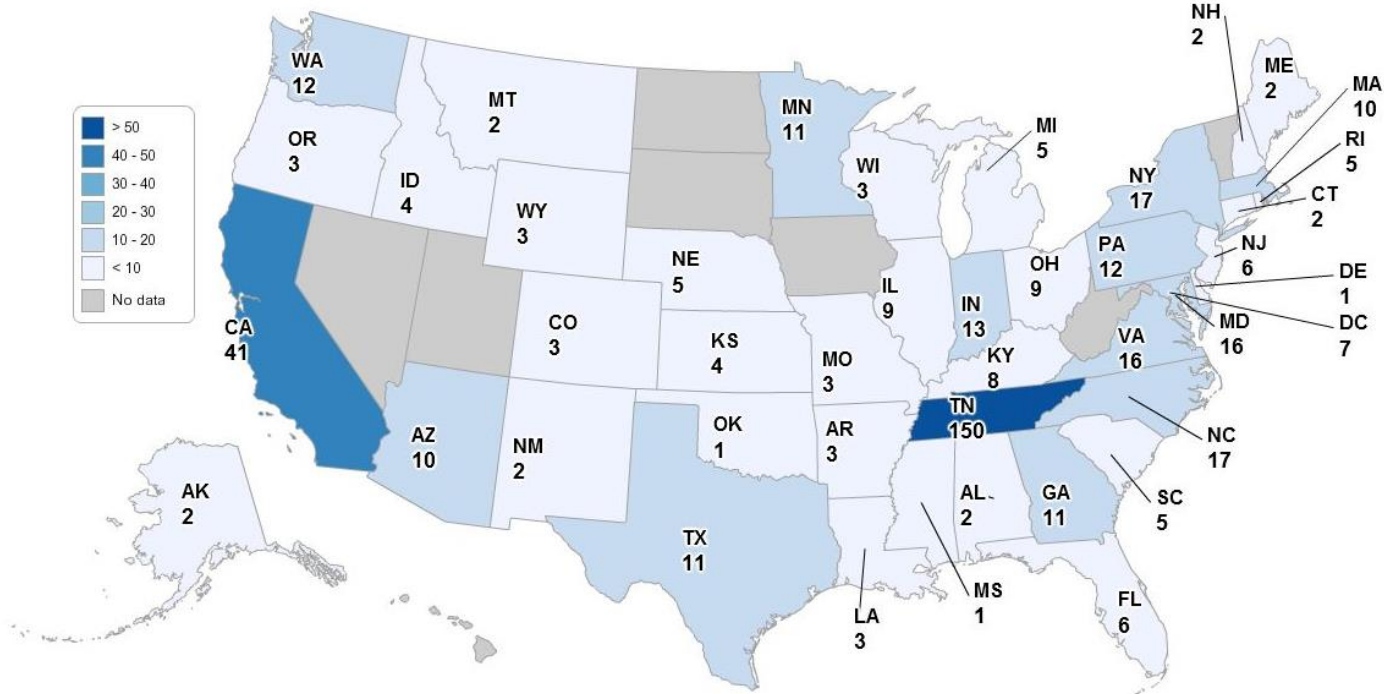 > 50
40 - 50
30 - 40
20 - 30
10 - 20
< 10
No data
WA
12
OR
3
CA
41
ID
4
MT
2
WY
3
AZ
10
NM
2
CO
3
NE
5
KS
4
OK
1
TX
11
MN
11
WI
3
IL
9
MO
3
AR
3
LA
3
MS
1
AL
2
TN
150
KY
8
IN
13
MI
5
OH
9
GA
11
FL
6
SC
5
NC
17
VA
16
PA
12
NY
17
NH
2
ME
2
MA
10
RI
5
CT
2
NJ
6
DE
1
MD
16
DC
7
AK
2